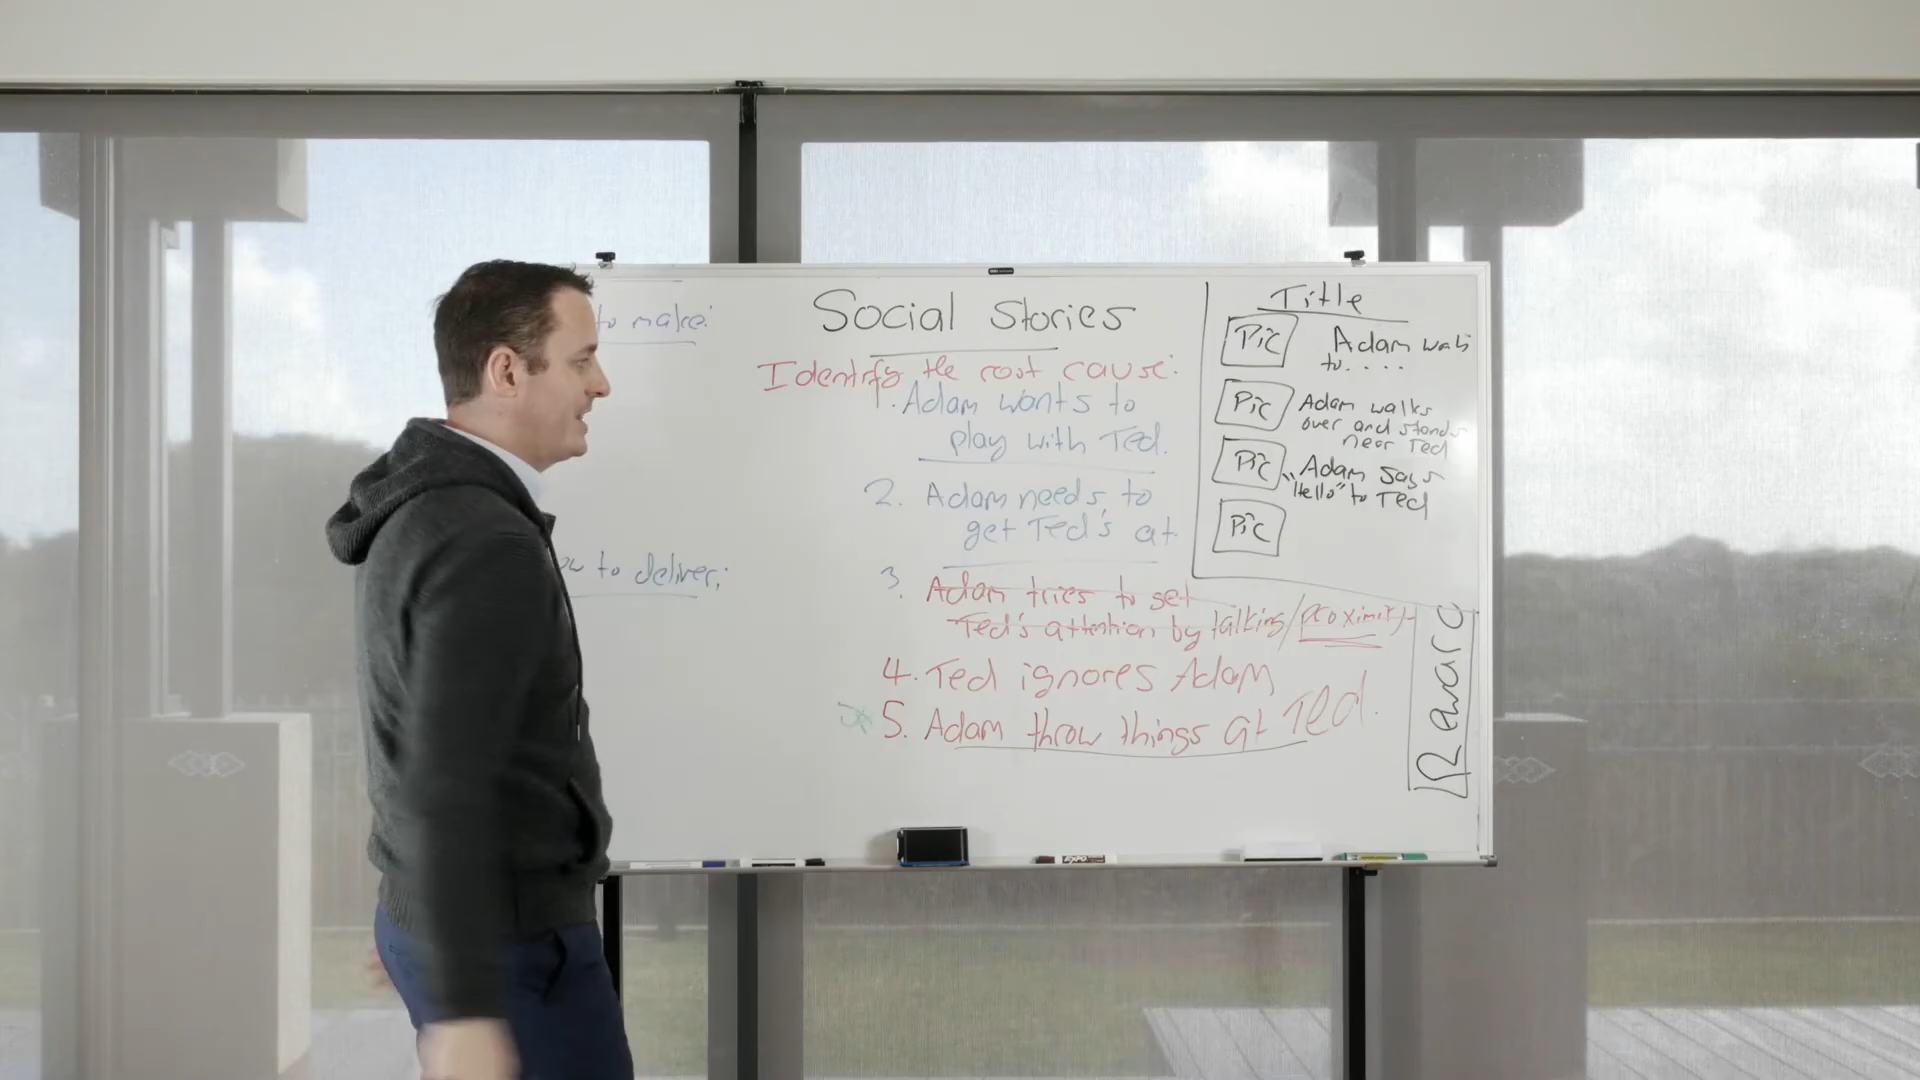 to make:
ow to deliver;
Social Stories
Identify the root cause:
1. Adam wants to
play with Ted.
2. Adam needs to
get Ted's at
3. Adam tries to get
Ted's attention by talking/proximity
4. Ted ignores Adam
5. Adam throw things at Ted.
Title
Pic Adam
to....
Pic Adam walks
over and stands
near Ted
Pic Adam says
"Hello" to Ted
Pic
Reward
EXPO